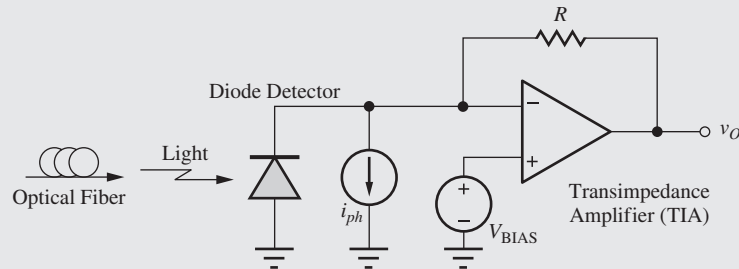 R
Diode Detector
Light
Optical Fiber
i_ph
−
+
+
−
V_BIAS
v_O
Transimpedance
Amplifier (TIA)